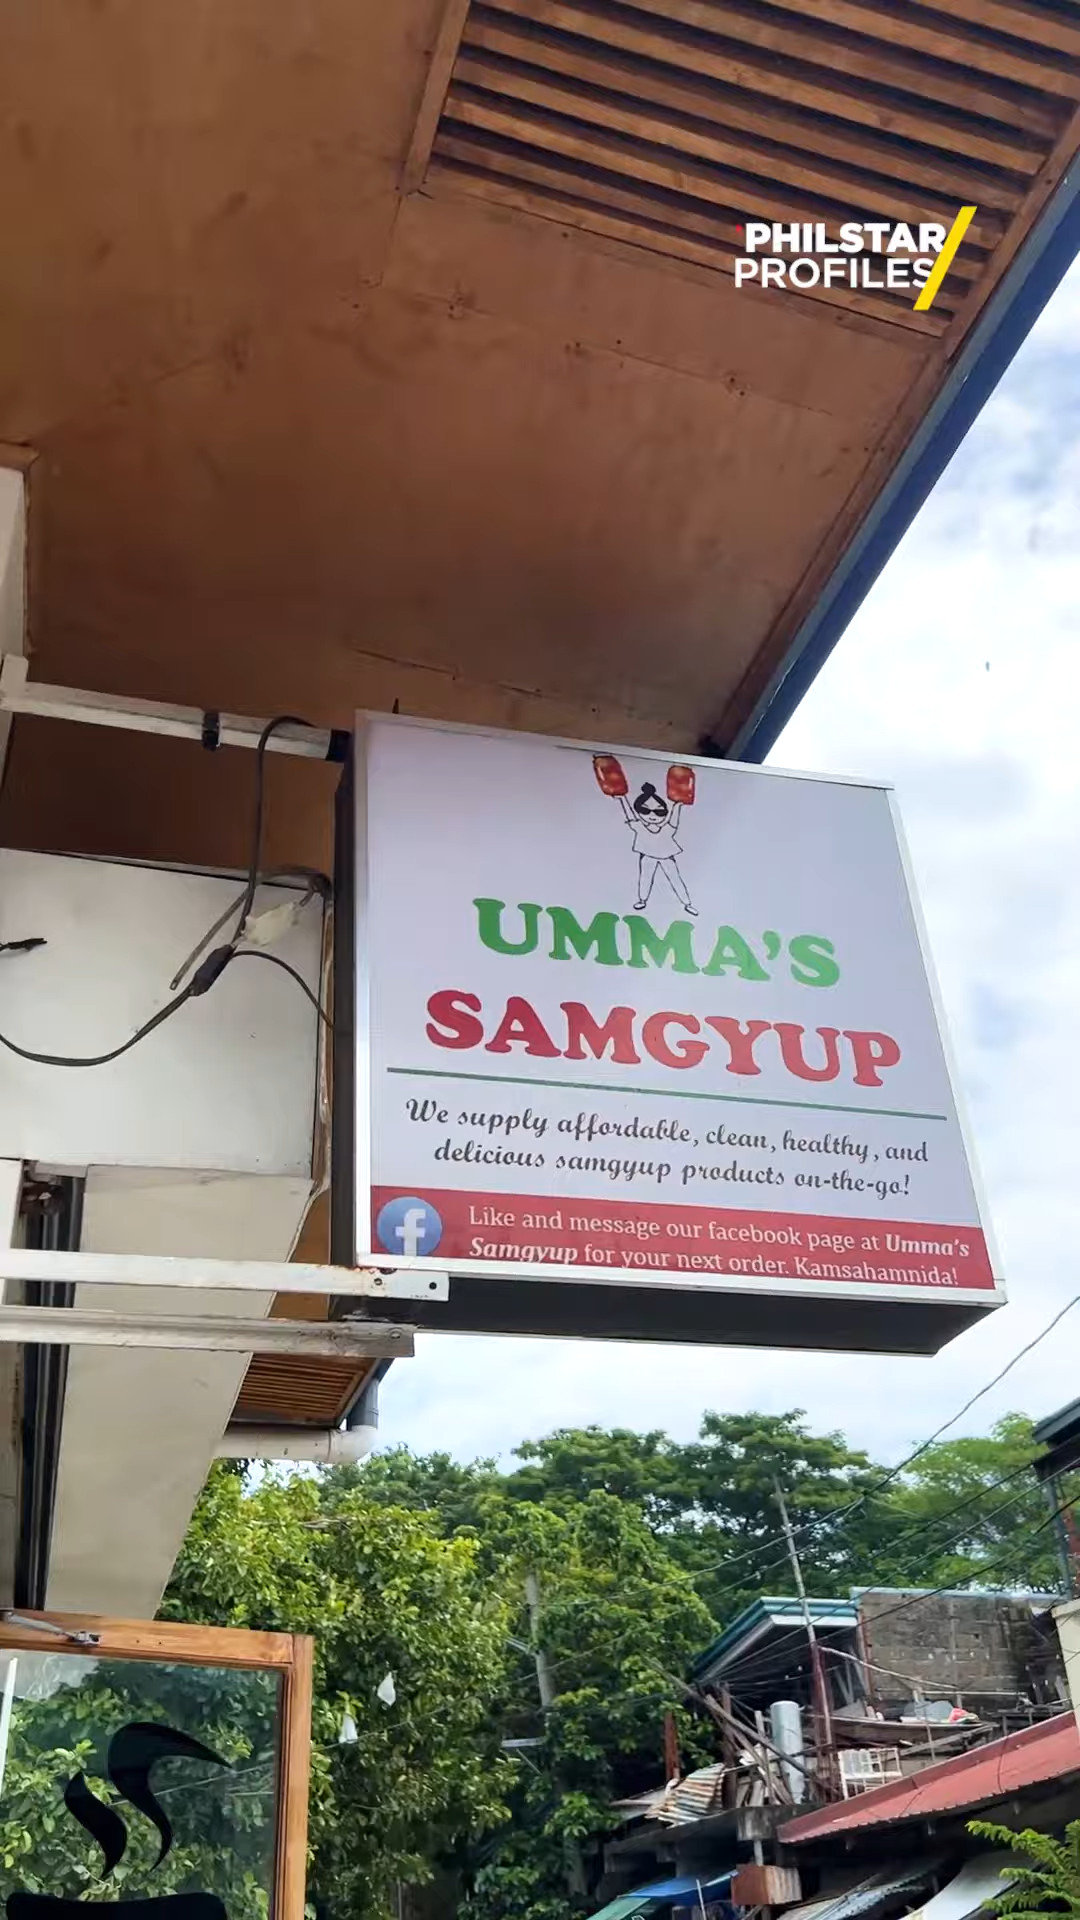 PHILSTAR
PROFILES
UMMA'S
SAMGYUP
We supply affordable, clean, healthy, and
delicious samgyup products on-the-go!
Like and message our facebook page at Umma's
Samgyup for your next order. Kamsahamnida!